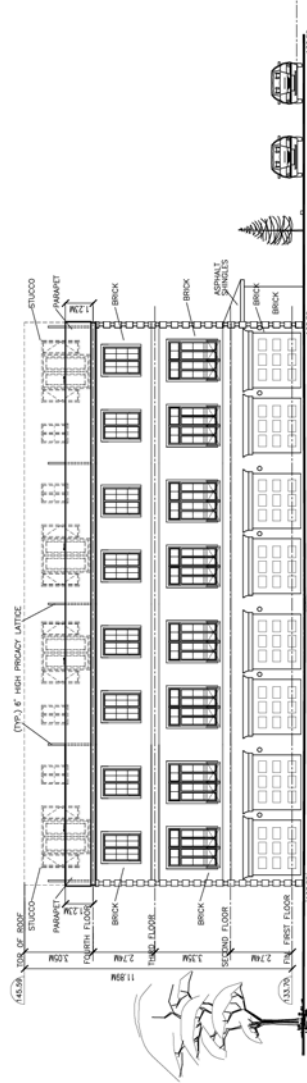 145.59
TOP OF ROOF
STUCCO
PARAPET
1.23M
3.05M
FOURTH FLOOR
BRICK
2.74M
THIRD FLOOR
3.35M
BRICK
SECOND FLOOR
2.74M
FIN. FIRST FLOOR
133.70
11.89M
(TYP.) 6' HIGH PRICACY LATTICE
STUCCO
PARAPET
1.23M
BRICK
BRICK
ASPHALT
SHINGLES
BRICK